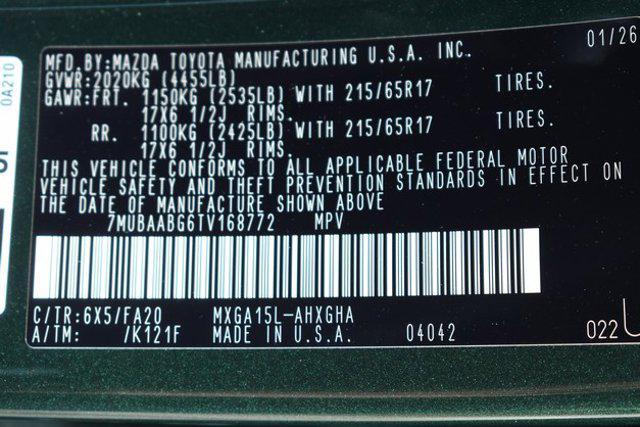 MFD.BY:MAZDA TOYOTA MANUFACTURING U.S.A. INC. 01/26
GVWR:2020KG (4455LB)
GAWR:FRT. 1150KG (2535LB) WITH 215/65R17 TIRES.
17X6 1/2J RIMS.
RR. 1100KG (2425LB) WITH 215/65R17 TIRES.
17X6 1/2J RIMS.
THIS VEHICLE CONFORMS TO ALL APPLICABLE FEDERAL MOTOR
VEHICLE SAFETY AND THEFT PREVENTION STANDARDS IN EFFECT ON
THE DATE OF MANUFACTURE SHOWN ABOVE
7MUBAABG6TV168772 MPV
C/TR:6X5/FA20 MXGA15L-AHXGHA
A/TM: /K121F MADE IN U.S.A. 04042 022
0A210